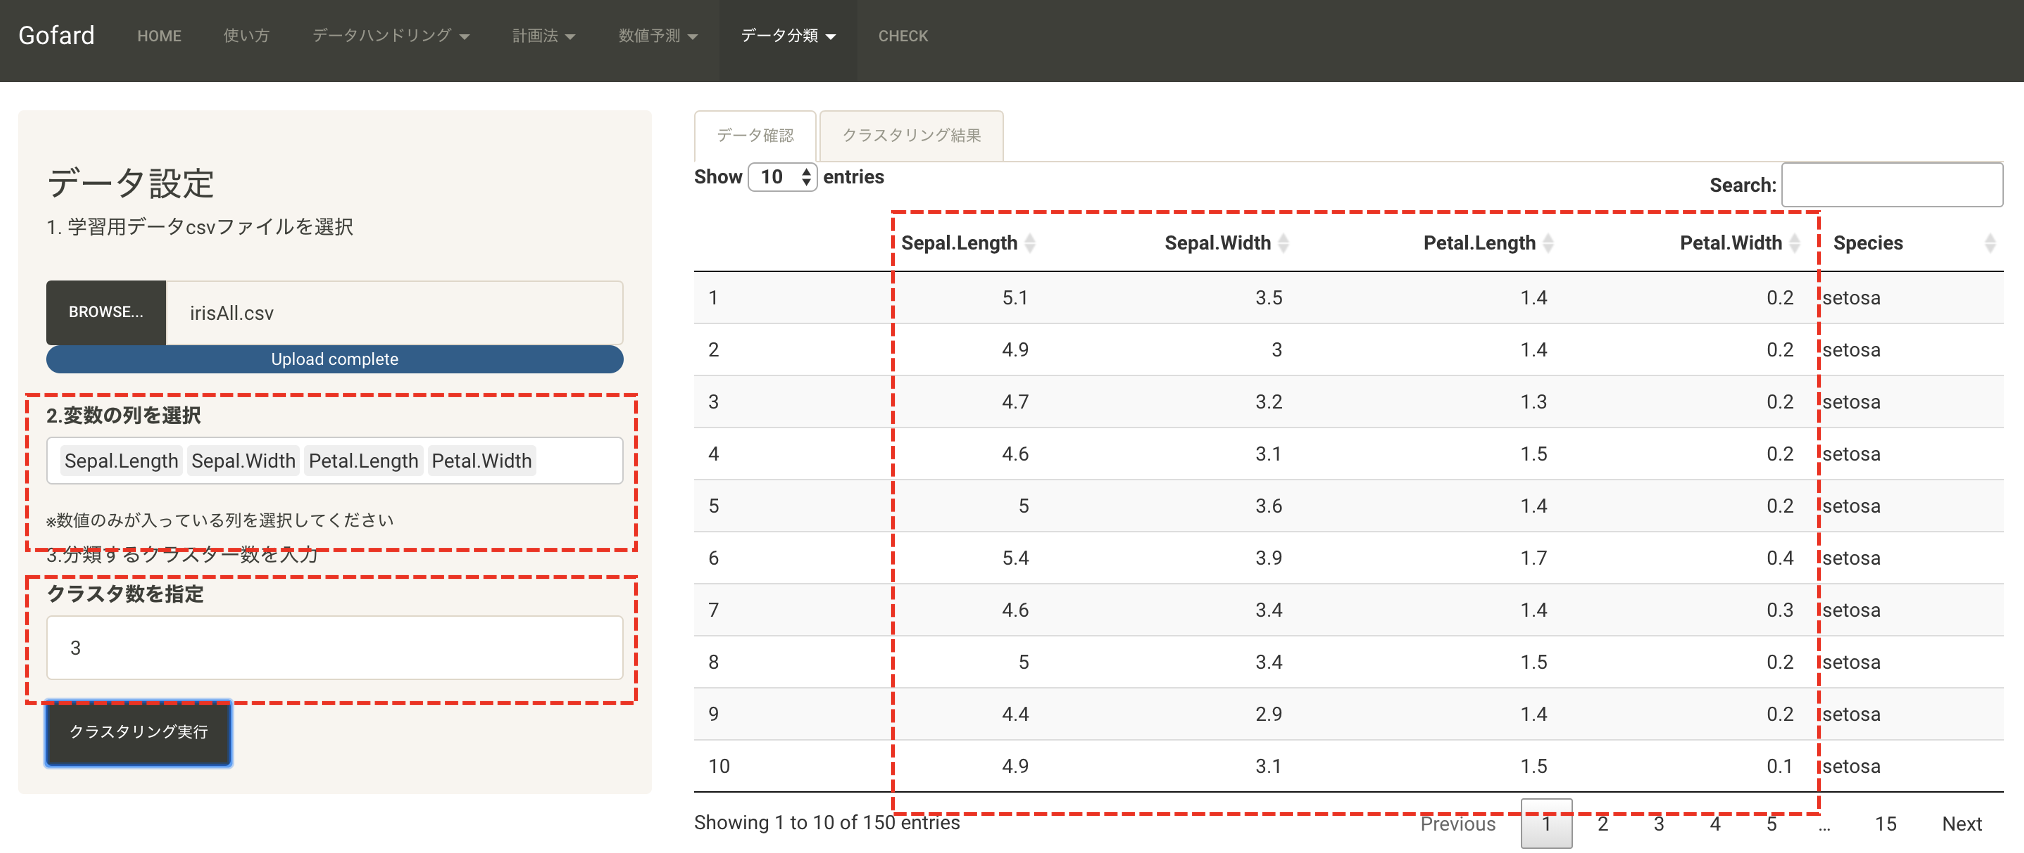 Gofard HOME 使い方 データハンドリング 計画法 数値予測 データ分類 CHECK
データ設定
1. 学習用データcsvファイルを選択
BROWSE... irisAll.csv
Upload complete
2.変数の列を選択
Sepal.Length Sepal.Width Petal.Length Petal.Width
※数値のみが入っている列を選択してください
3.分類するクラスター数を入力
クラスタ数を指定
3
クラスタリング実行
データ確認 クラスタリング結果
Show 10 entries
Search:
Sepal.Length Sepal.Width Petal.Length Petal.Width Species
1 5.1 3.5 1.4 0.2 setosa
2 4.9 3 1.4 0.2 setosa
3 4.7 3.2 1.3 0.2 setosa
4 4.6 3.1 1.5 0.2 setosa
5 5 3.6 1.4 0.2 setosa
6 5.4 3.9 1.7 0.4 setosa
7 4.6 3.4 1.4 0.3 setosa
8 5 3.4 1.5 0.2 setosa
9 4.4 2.9 1.4 0.2 setosa
10 4.9 3.1 1.5 0.1 setosa
Showing 1 to 10 of 150 entries
Previous 1 2 3 4 5 … 15 Next